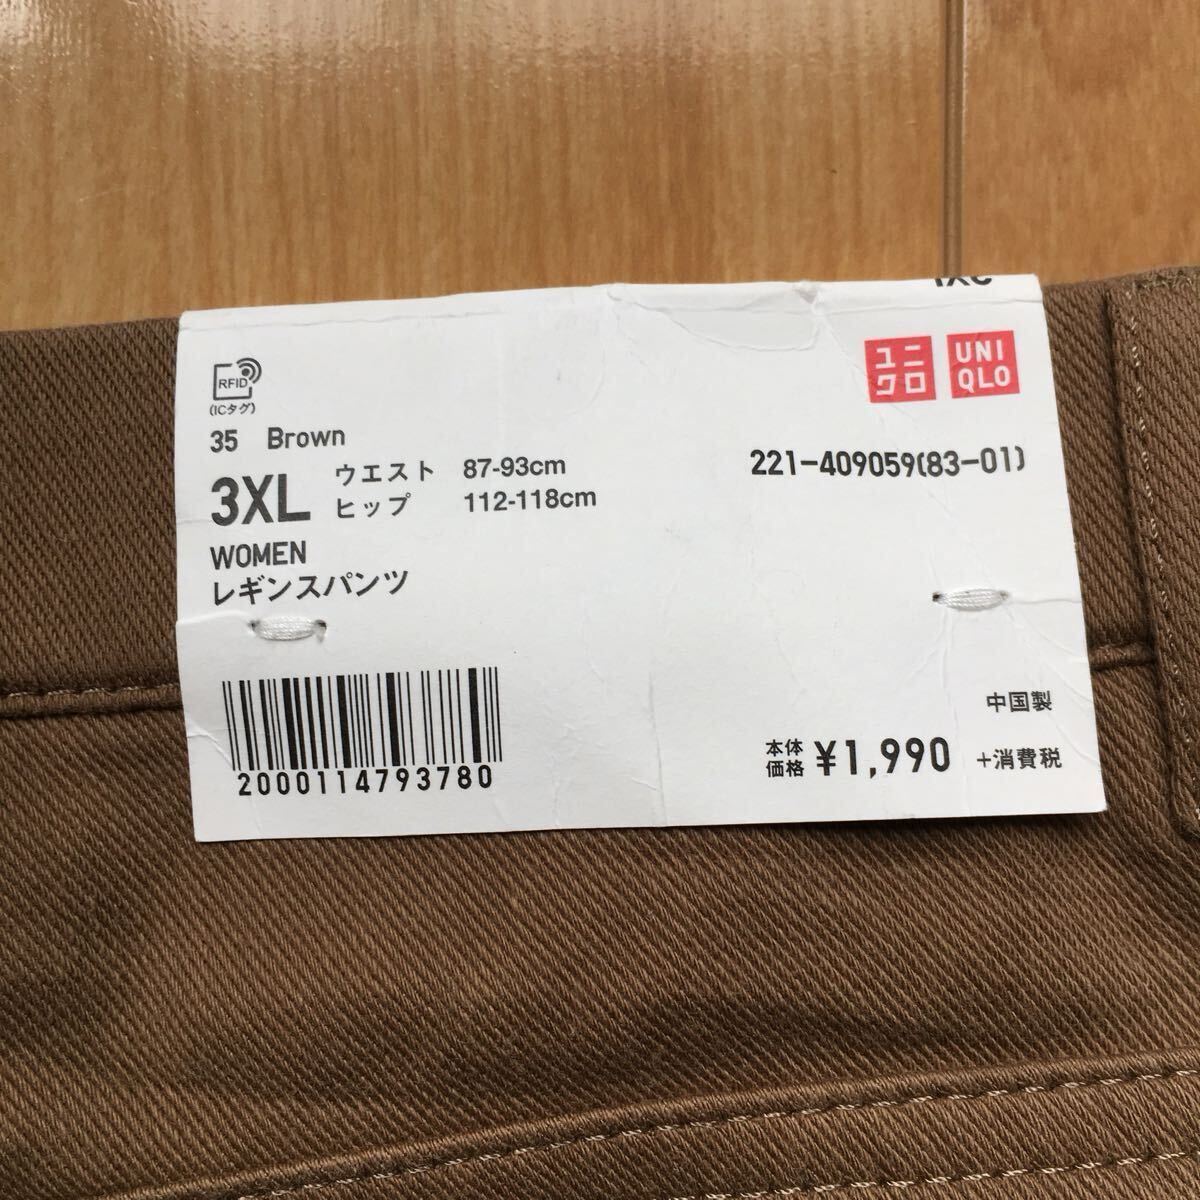 3XL
ユニクロ
UNIQLO
RFID
(ICタグ)
35 Brown
3XL ウエスト 87-93cm
ヒップ 112-118cm
WOMEN
レギンスパンツ
221-409059(83-01)
2000114793780
中国製
本体価格 ¥1,990 +消費税